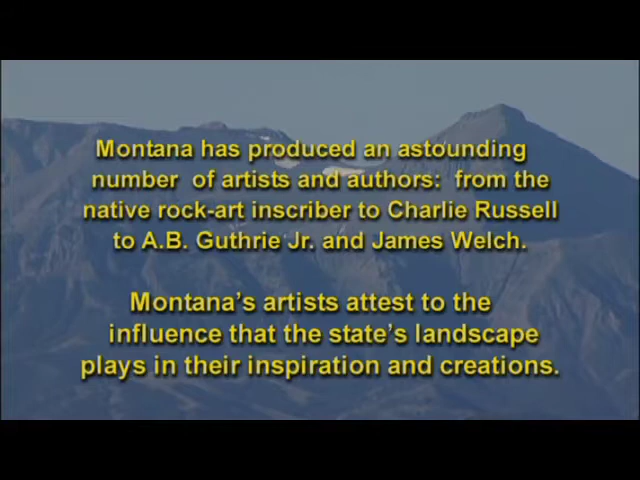 Montana has produced an astounding
number of artists and authors: from the
native rock-art inscriber to Charlie Russell
to A.B. Guthrie Jr. and James Welch.
Montana's artists attest to the
influence that the state's landscape
plays in their inspiration and creations.